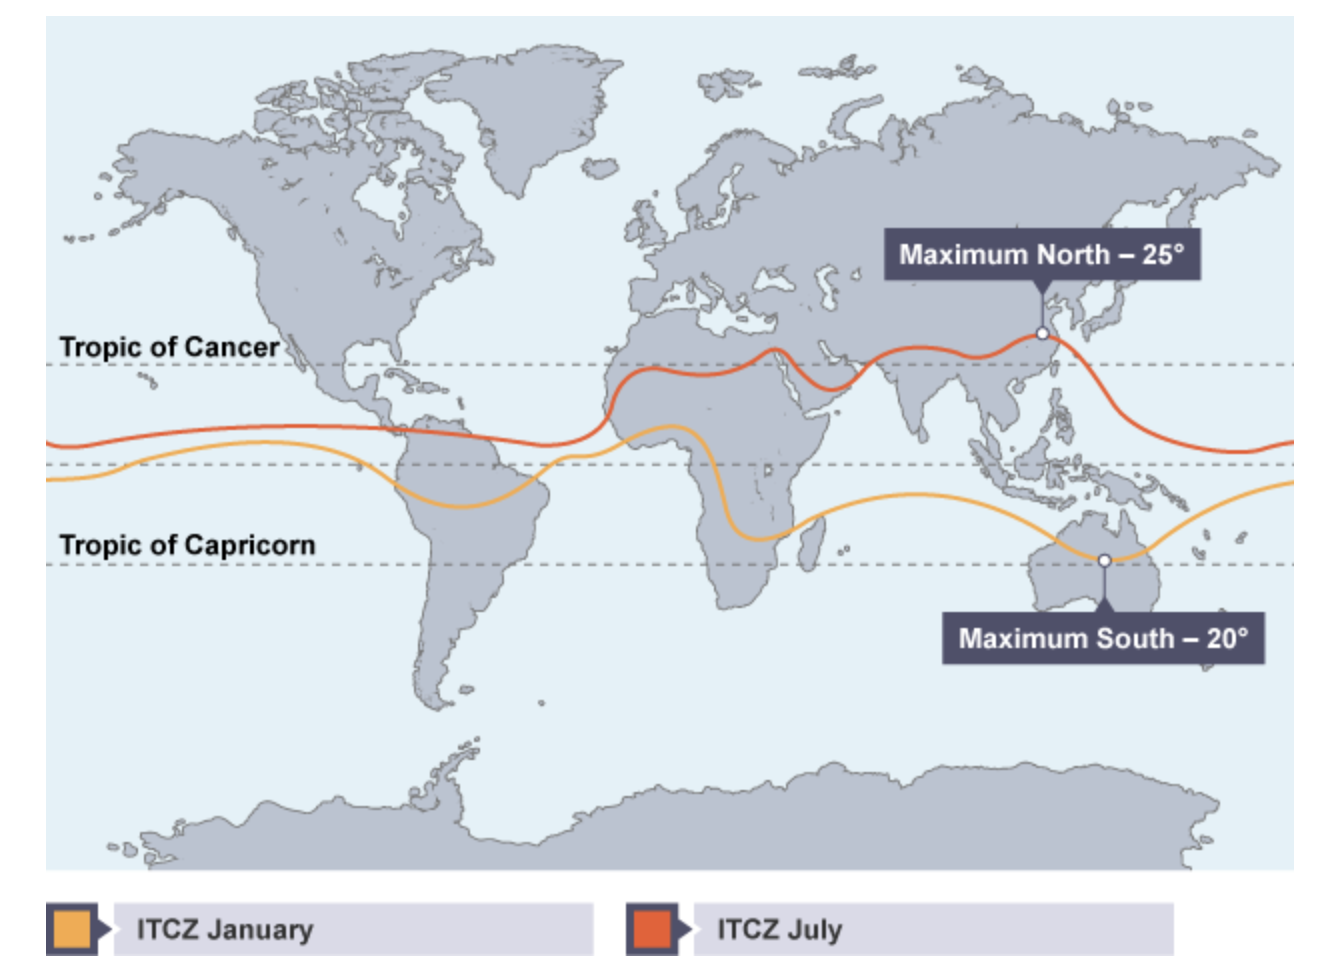 Maximum North – 25°
Tropic of Cancer
Tropic of Capricorn
Maximum South – 20°
ITCZ January
ITCZ July